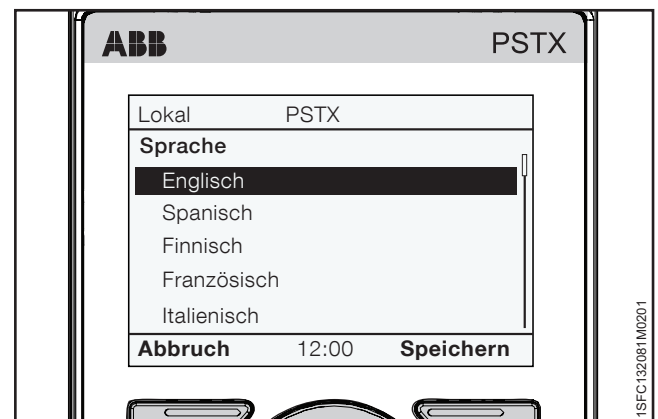 ABB PSTX
Lokal PSTX
Sprache
Englisch
Spanisch
Finnisch
Französisch
Italienisch
Abbruch 12:00 Speichern
1SFC132081M0201